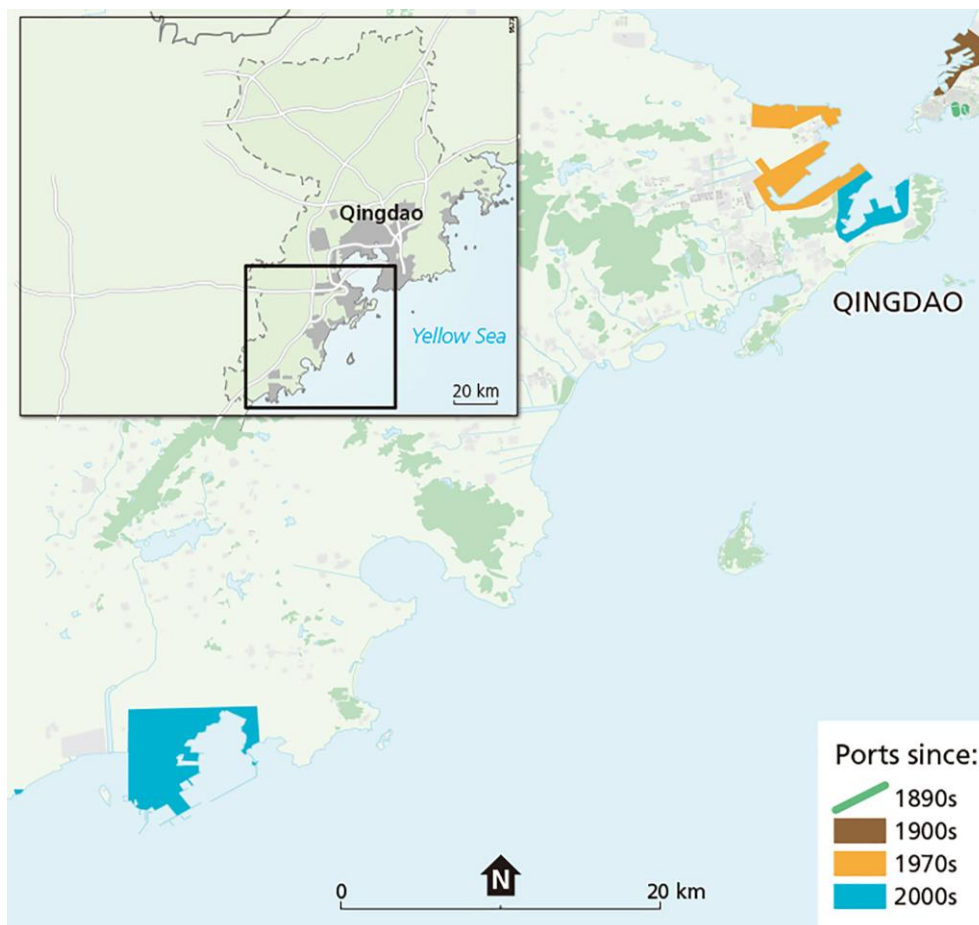 Qingdao
Yellow Sea
20 km
QINGDAO
Ports since:
1890s
1900s
1970s
2000s
N
0 20 km